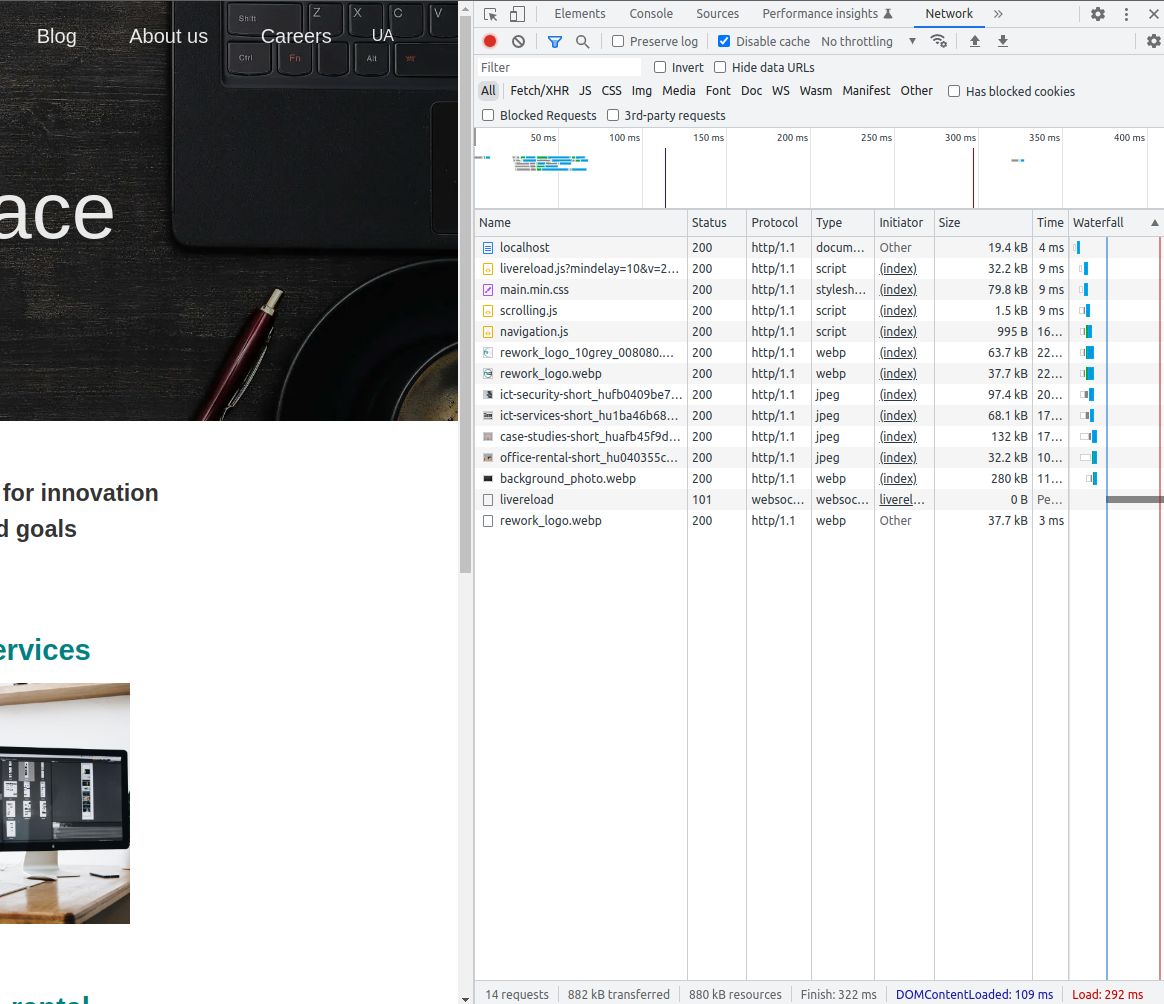 Blog About us Careers UA
Shift Z X C V
Ctrl Fn Alt
ace
for innovation
d goals
ervices
rental
Elements Console Sources Performance insights Network »
Preserve log Disable cache No throttling
Filter Invert Hide data URLs
All Fetch/XHR JS CSS Img Media Font Doc WS Wasm Manifest Other Has blocked cookies
Blocked Requests 3rd-party requests
50 ms 100 ms 150 ms 200 ms 250 ms 300 ms 350 ms 400 ms
Name Status Protocol Type Initiator Size Time Waterfall
localhost 200 http/1.1 docum... Other 19.4 kB 4 ms
livereload.js?mindelay=10&v=2... 200 http/1.1 script (index) 32.2 kB 9 ms
main.min.css 200 http/1.1 stylesh... (index) 79.8 kB 9 ms
scrolling.js 200 http/1.1 script (index) 1.5 kB 9 ms
navigation.js 200 http/1.1 script (index) 995 B 16...
rework_logo_10grey_008080.... 200 http/1.1 webp (index) 63.7 kB 22...
rework_logo.webp 200 http/1.1 webp (index) 37.7 kB 22...
ict-security-short_hufb0409be7... 200 http/1.1 jpeg (index) 97.4 kB 20...
ict-services-short_hu1ba46b68... 200 http/1.1 jpeg (index) 68.1 kB 17...
case-studies-short_huafb45f9d... 200 http/1.1 jpeg (index) 132 kB 17...
office-rental-short_hu040355c... 200 http/1.1 jpeg (index) 32.2 kB 10...
background_photo.webp 200 http/1.1 webp (index) 280 kB 11...
livereload 101 websoc... websoc... liverel... 0 B Pe...
rework_logo.webp 200 http/1.1 webp Other 37.7 kB 3 ms
14 requests 882 kB transferred 880 kB resources Finish: 322 ms DOMContentLoaded: 109 ms Load: 292 ms